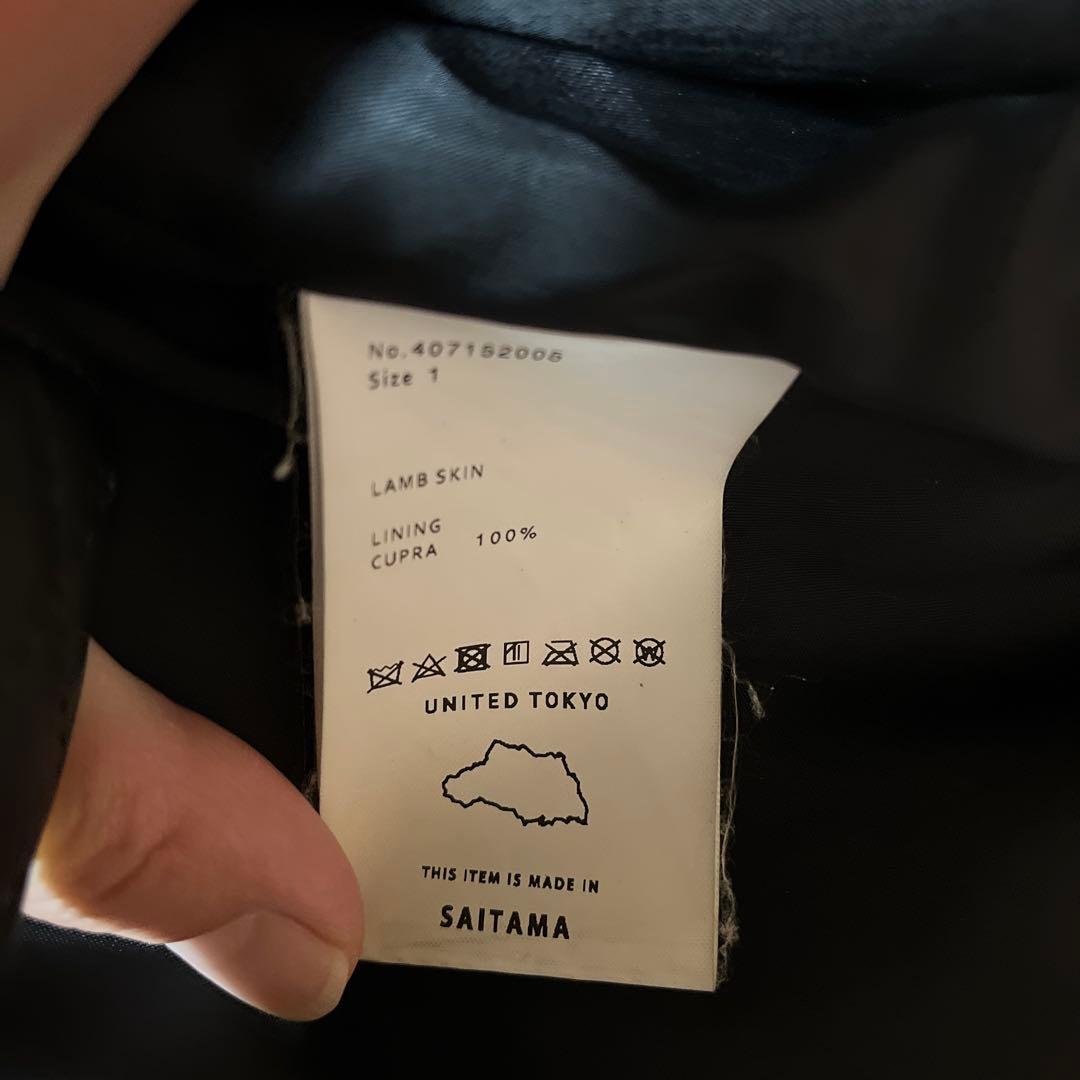 No.407152005
Size 1
LAMB SKIN
LINING
CUPRA 100%
W
UNITED TOKYO
THIS ITEM IS MADE IN
SAITAMA